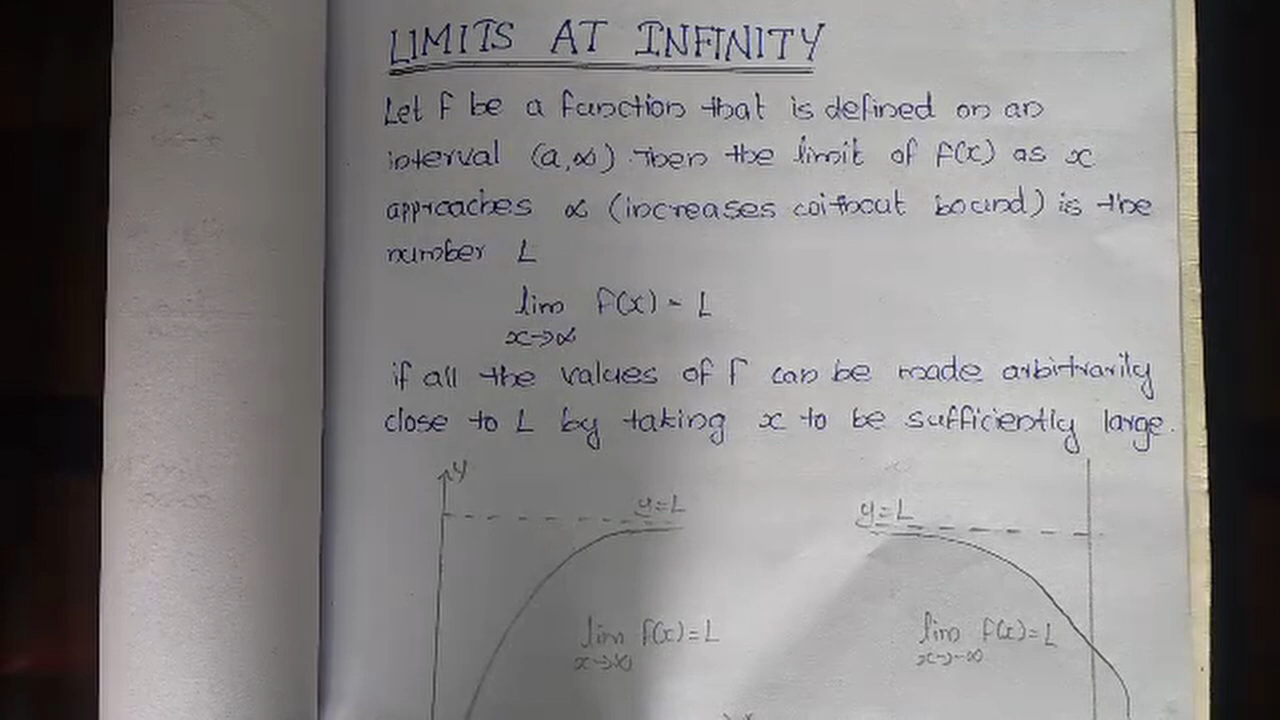 LIMITS AT INFINITY
Let f be a function that is defined on an
interval (a,∞) Then the limit of f(x) as x
approaches ∞ (increases without bound) is the
number L
lim f(x) = L
x→∞
if all the values of f can be made arbitrarily
close to L by taking x to be sufficiently large.
y
y=L
y=L
lim f(x)=L
x→∞
lim f(x)=L
x→-∞